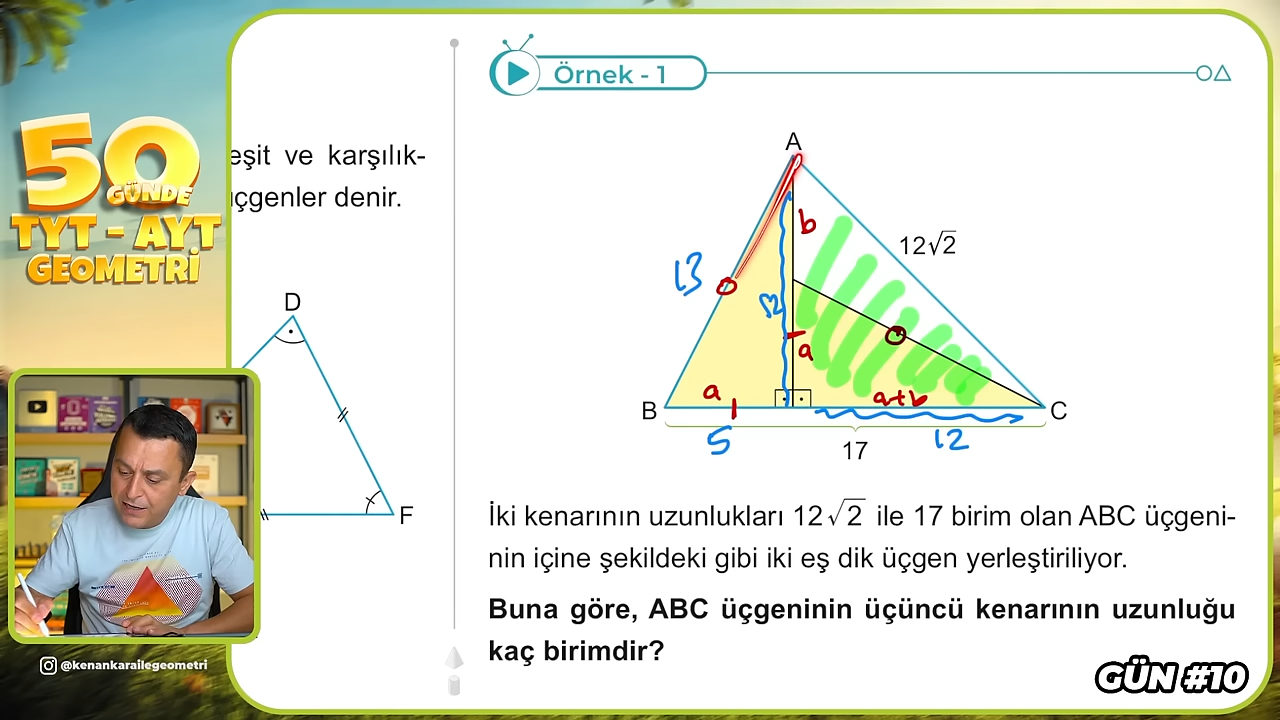 50
GÜNDE
TYT - AYT
GEOMETRİ
eşit ve karşılık-
üçgenler denir.
D
F
Örnek - 1
A
b
12√2
13
12
a
a
a+b
B
C
5
12
17
İki kenarının uzunlukları 12√2 ile 17 birim olan ABC üçgeni-
nin içine şekildeki gibi iki eş dik üçgen yerleştiriliyor.
Buna göre, ABC üçgeninin üçüncü kenarının uzunluğu
kaç birimdir?
@kenankarailegeometri
GÜN #10